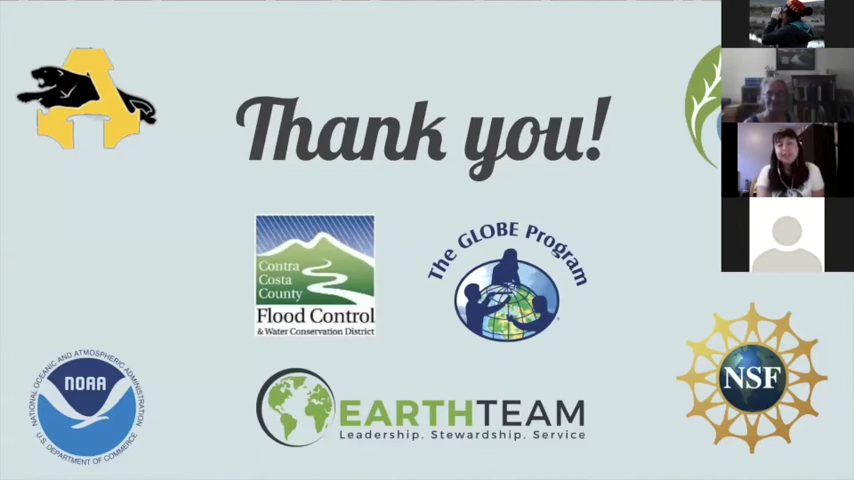 A
Thank you!
Contra
Costa
County
Flood Control
& Water Conservation District
The GLOBE Program
NATIONAL OCEANIC AND ATMOSPHERIC ADMINISTRATION
NOAA
U.S. DEPARTMENT OF COMMERCE
EARTHTEAM
Leadership. Stewardship. Service
NSF